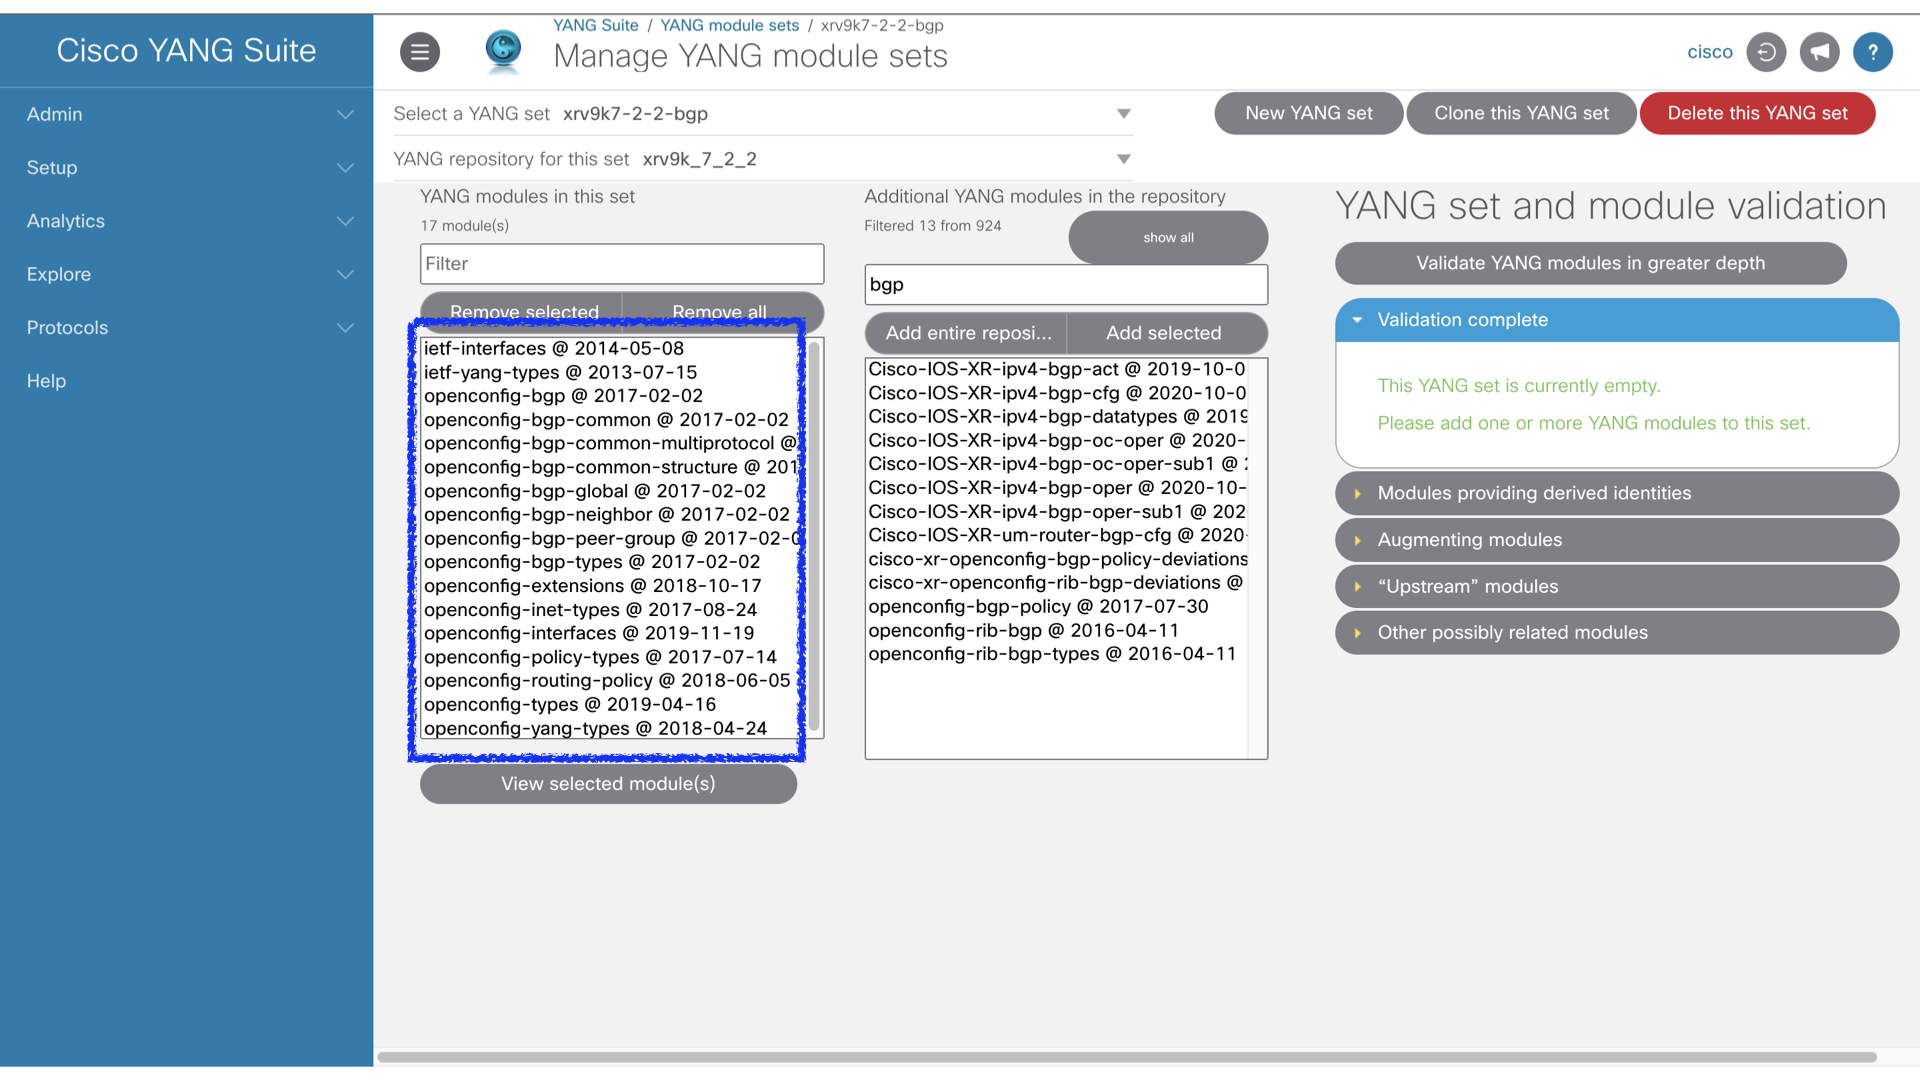 Cisco YANG Suite
Admin
Setup
Analytics
Explore
Protocols
Help
YANG Suite / YANG module sets / xrv9k7-2-2-bgp
Manage YANG module sets
cisco
?
Select a YANG set xrv9k7-2-2-bgp
New YANG set
Clone this YANG set
Delete this YANG set
YANG repository for this set xrv9k_7_2_2
YANG modules in this set
17 module(s)
Filter
Remove selected
Remove all
ietf-interfaces @ 2014-05-08
ietf-yang-types @ 2013-07-15
openconfig-bgp @ 2017-02-02
openconfig-bgp-common @ 2017-02-02
openconfig-bgp-common-multiprotocol @
openconfig-bgp-common-structure @ 201
openconfig-bgp-global @ 2017-02-02
openconfig-bgp-neighbor @ 2017-02-02
openconfig-bgp-peer-group @ 2017-02-0
openconfig-bgp-types @ 2017-02-02
openconfig-extensions @ 2018-10-17
openconfig-inet-types @ 2017-08-24
openconfig-interfaces @ 2019-11-19
openconfig-policy-types @ 2017-07-14
openconfig-routing-policy @ 2018-06-05
openconfig-types @ 2019-04-16
openconfig-yang-types @ 2018-04-24
View selected module(s)
Additional YANG modules in the repository
Filtered 13 from 924
show all
bgp
Add entire reposi...
Add selected
Cisco-IOS-XR-ipv4-bgp-act @ 2019-10-0
Cisco-IOS-XR-ipv4-bgp-cfg @ 2020-10-0
Cisco-IOS-XR-ipv4-bgp-datatypes @ 2019
Cisco-IOS-XR-ipv4-bgp-oc-oper @ 2020-
Cisco-IOS-XR-ipv4-bgp-oc-oper-sub1 @
Cisco-IOS-XR-ipv4-bgp-oper @ 2020-10-
Cisco-IOS-XR-ipv4-bgp-oper-sub1 @ 202
Cisco-IOS-XR-um-router-bgp-cfg @ 2020-
cisco-xr-openconfig-bgp-policy-deviations
cisco-xr-openconfig-rib-bgp-deviations @
openconfig-bgp-policy @ 2017-07-30
openconfig-rib-bgp @ 2016-04-11
openconfig-rib-bgp-types @ 2016-04-11
YANG set and module validation
Validate YANG modules in greater depth
Validation complete
This YANG set is currently empty.
Please add one or more YANG modules to this set.
Modules providing derived identities
Augmenting modules
“Upstream” modules
Other possibly related modules